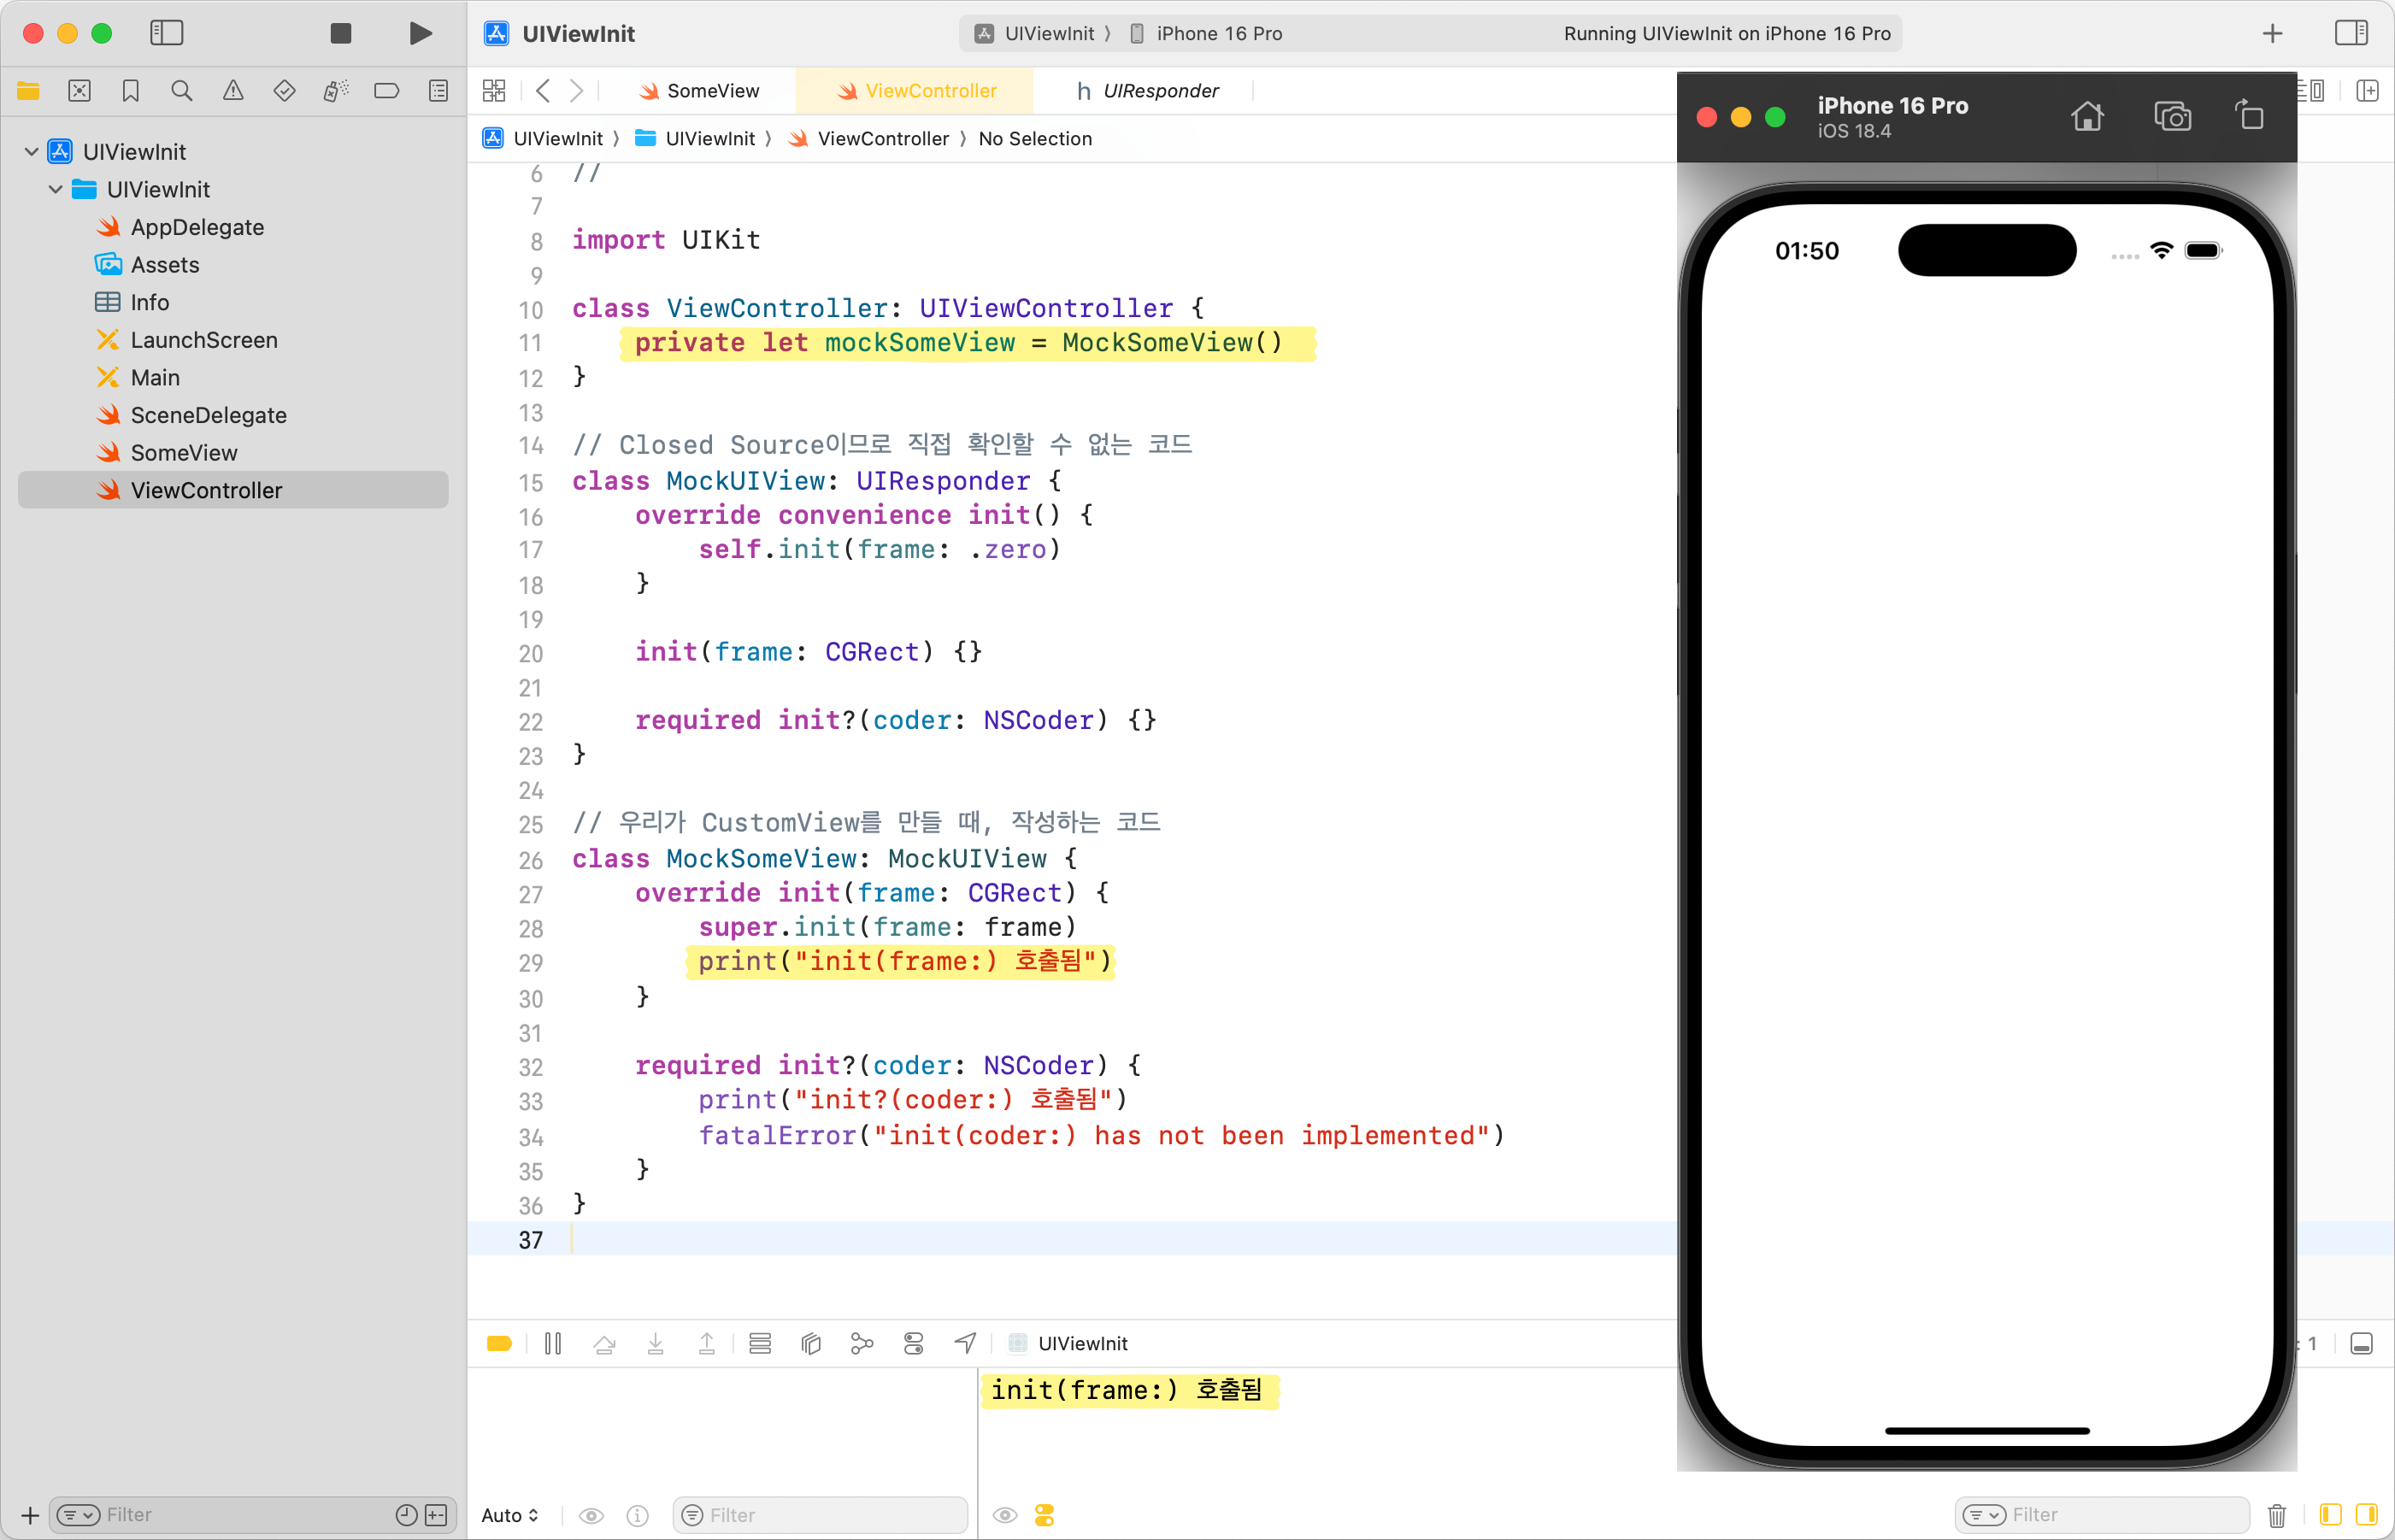 UIViewInit
UIViewInit
iPhone 16 Pro
Running UIViewInit on iPhone 16 Pro
SomeView
ViewController
UIResponder
UIViewInit
UIViewInit
ViewController
No Selection
UIViewInit
UIViewInit
AppDelegate
Assets
Info
LaunchScreen
Main
SceneDelegate
SomeView
ViewController
6 //
7
8 import UIKit
9
10 class ViewController: UIViewController {
11 private let mockSomeView = MockSomeView()
12 }
13
14 // Closed Source이므로 직접 확인할 수 없는 코드
15 class MockUIView: UIResponder {
16 override convenience init() {
17 self.init(frame: .zero)
18 }
19
20 init(frame: CGRect) {}
21
22 required init?(coder: NSCoder) {}
23 }
24
25 // 우리가 CustomView를 만들 때, 작성하는 코드
26 class MockSomeView: MockUIView {
27 override init(frame: CGRect) {
28 super.init(frame: frame)
29 print("init(frame:) 호출됨")
30 }
31
32 required init?(coder: NSCoder) {
33 print("init?(coder:) 호출됨")
34 fatalError("init(coder:) has not been implemented")
35 }
36 }
37
iPhone 16 Pro
iOS 18.4
01:50
UIViewInit
: 1
init(frame:) 호출됨
Filter
Auto
Filter
Filter